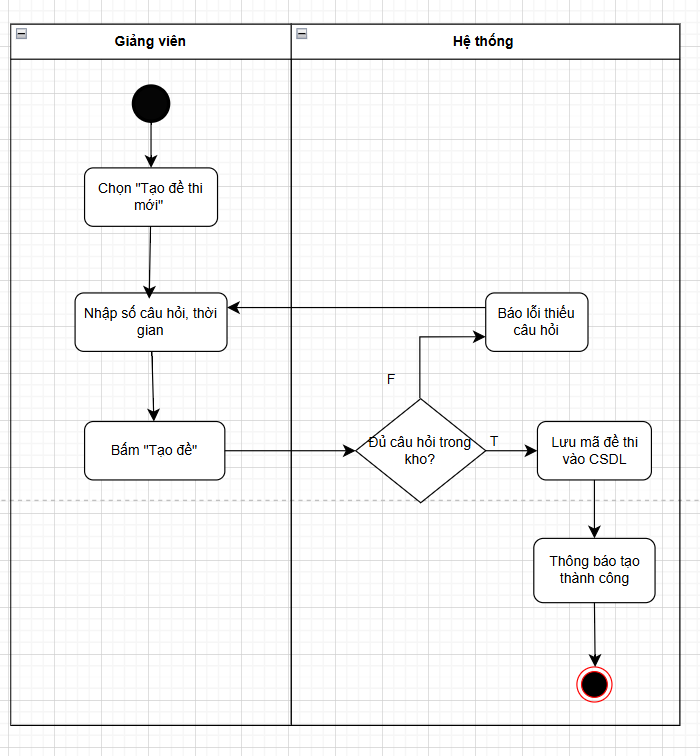 Giảng viên
Hệ thống
Chọn "Tạo đề thi
mới"
Nhập số câu hỏi, thời
gian
Báo lỗi thiếu
câu hỏi
F
Bấm "Tạo đề"
Đủ câu hỏi trong
kho?
T
Lưu mã đề thi
vào CSDL
Thông báo tạo
thành công